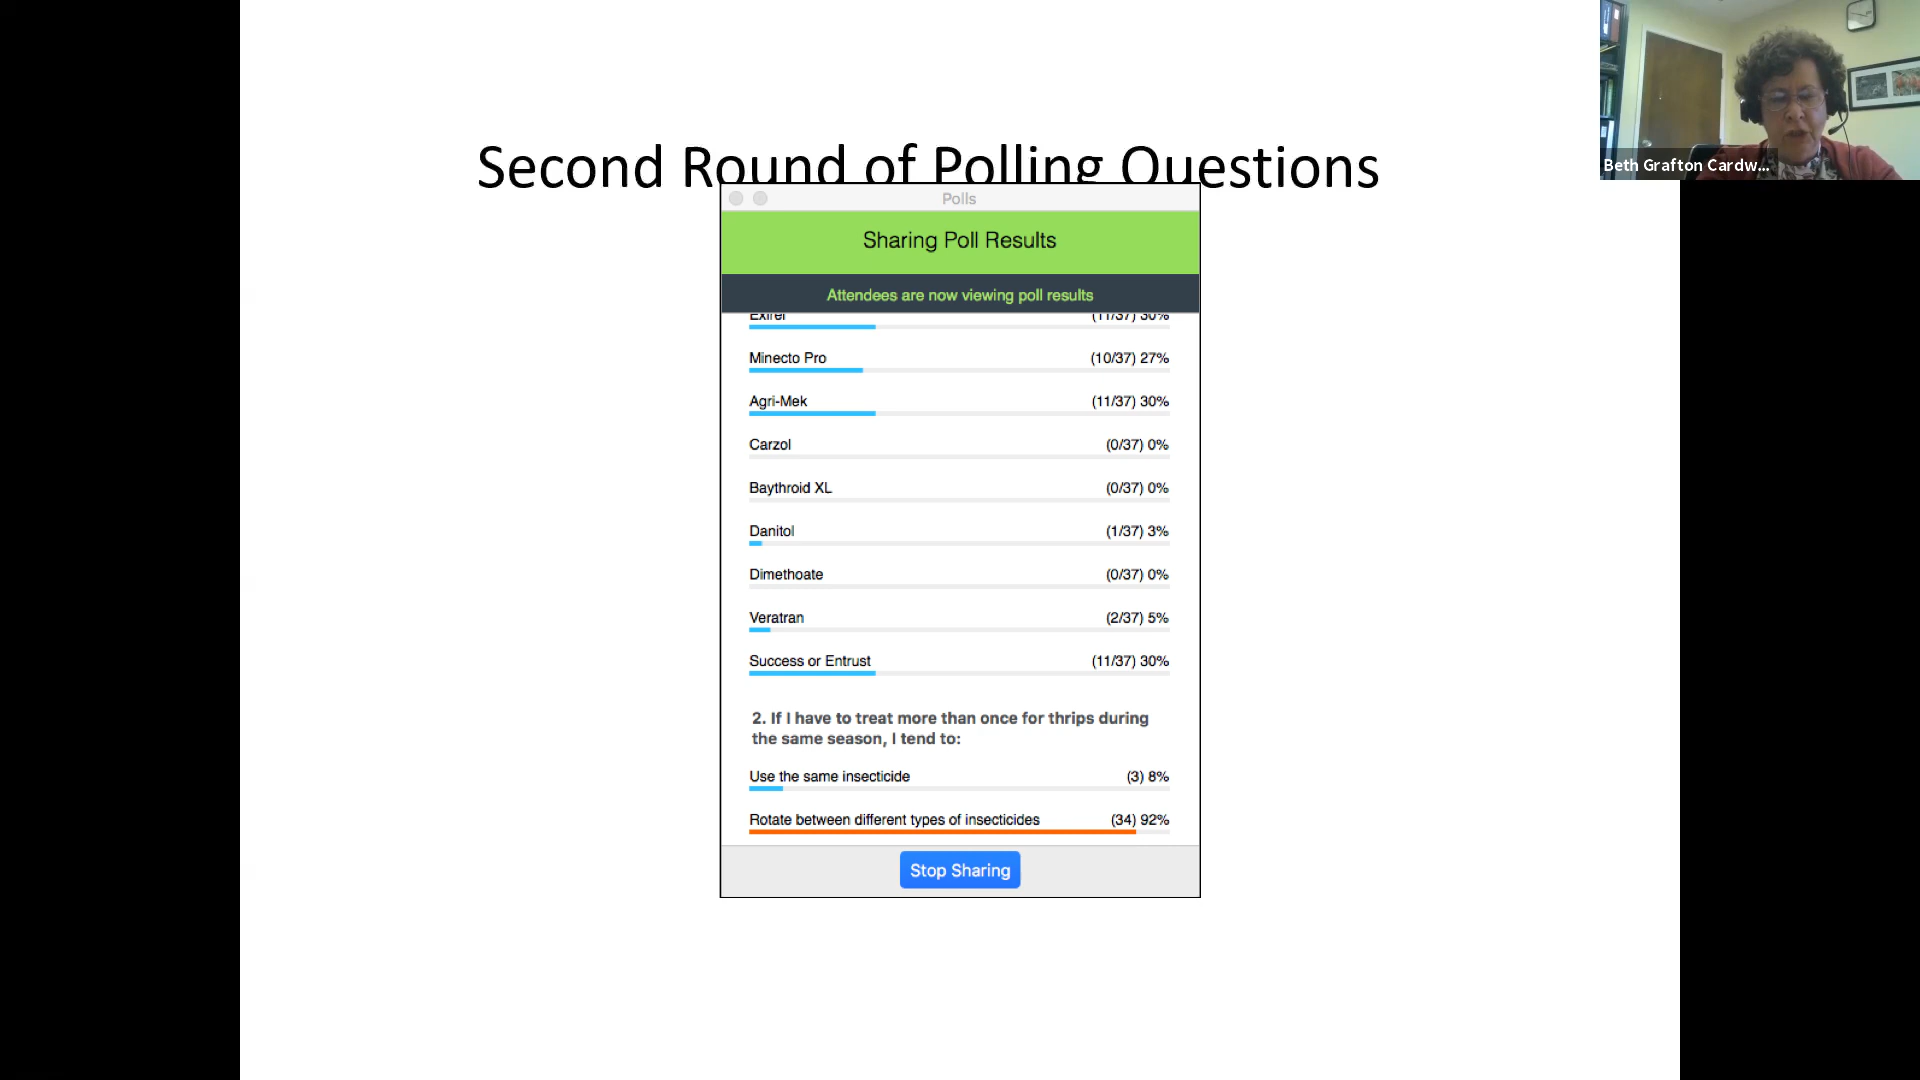 Second Round of Polling Questions
Beth Grafton Cardw...
Polls
Sharing Poll Results
Attendees are now viewing poll results
Exirel (11/37) 30%
Minecto Pro (10/37) 27%
Agri-Mek (11/37) 30%
Carzol (0/37) 0%
Baythroid XL (0/37) 0%
Danitol (1/37) 3%
Dimethoate (0/37) 0%
Veratran (2/37) 5%
Success or Entrust (11/37) 30%
2. If I have to treat more than once for thrips during
the same season, I tend to:
Use the same insecticide (3) 8%
Rotate between different types of insecticides (34) 92%
Stop Sharing